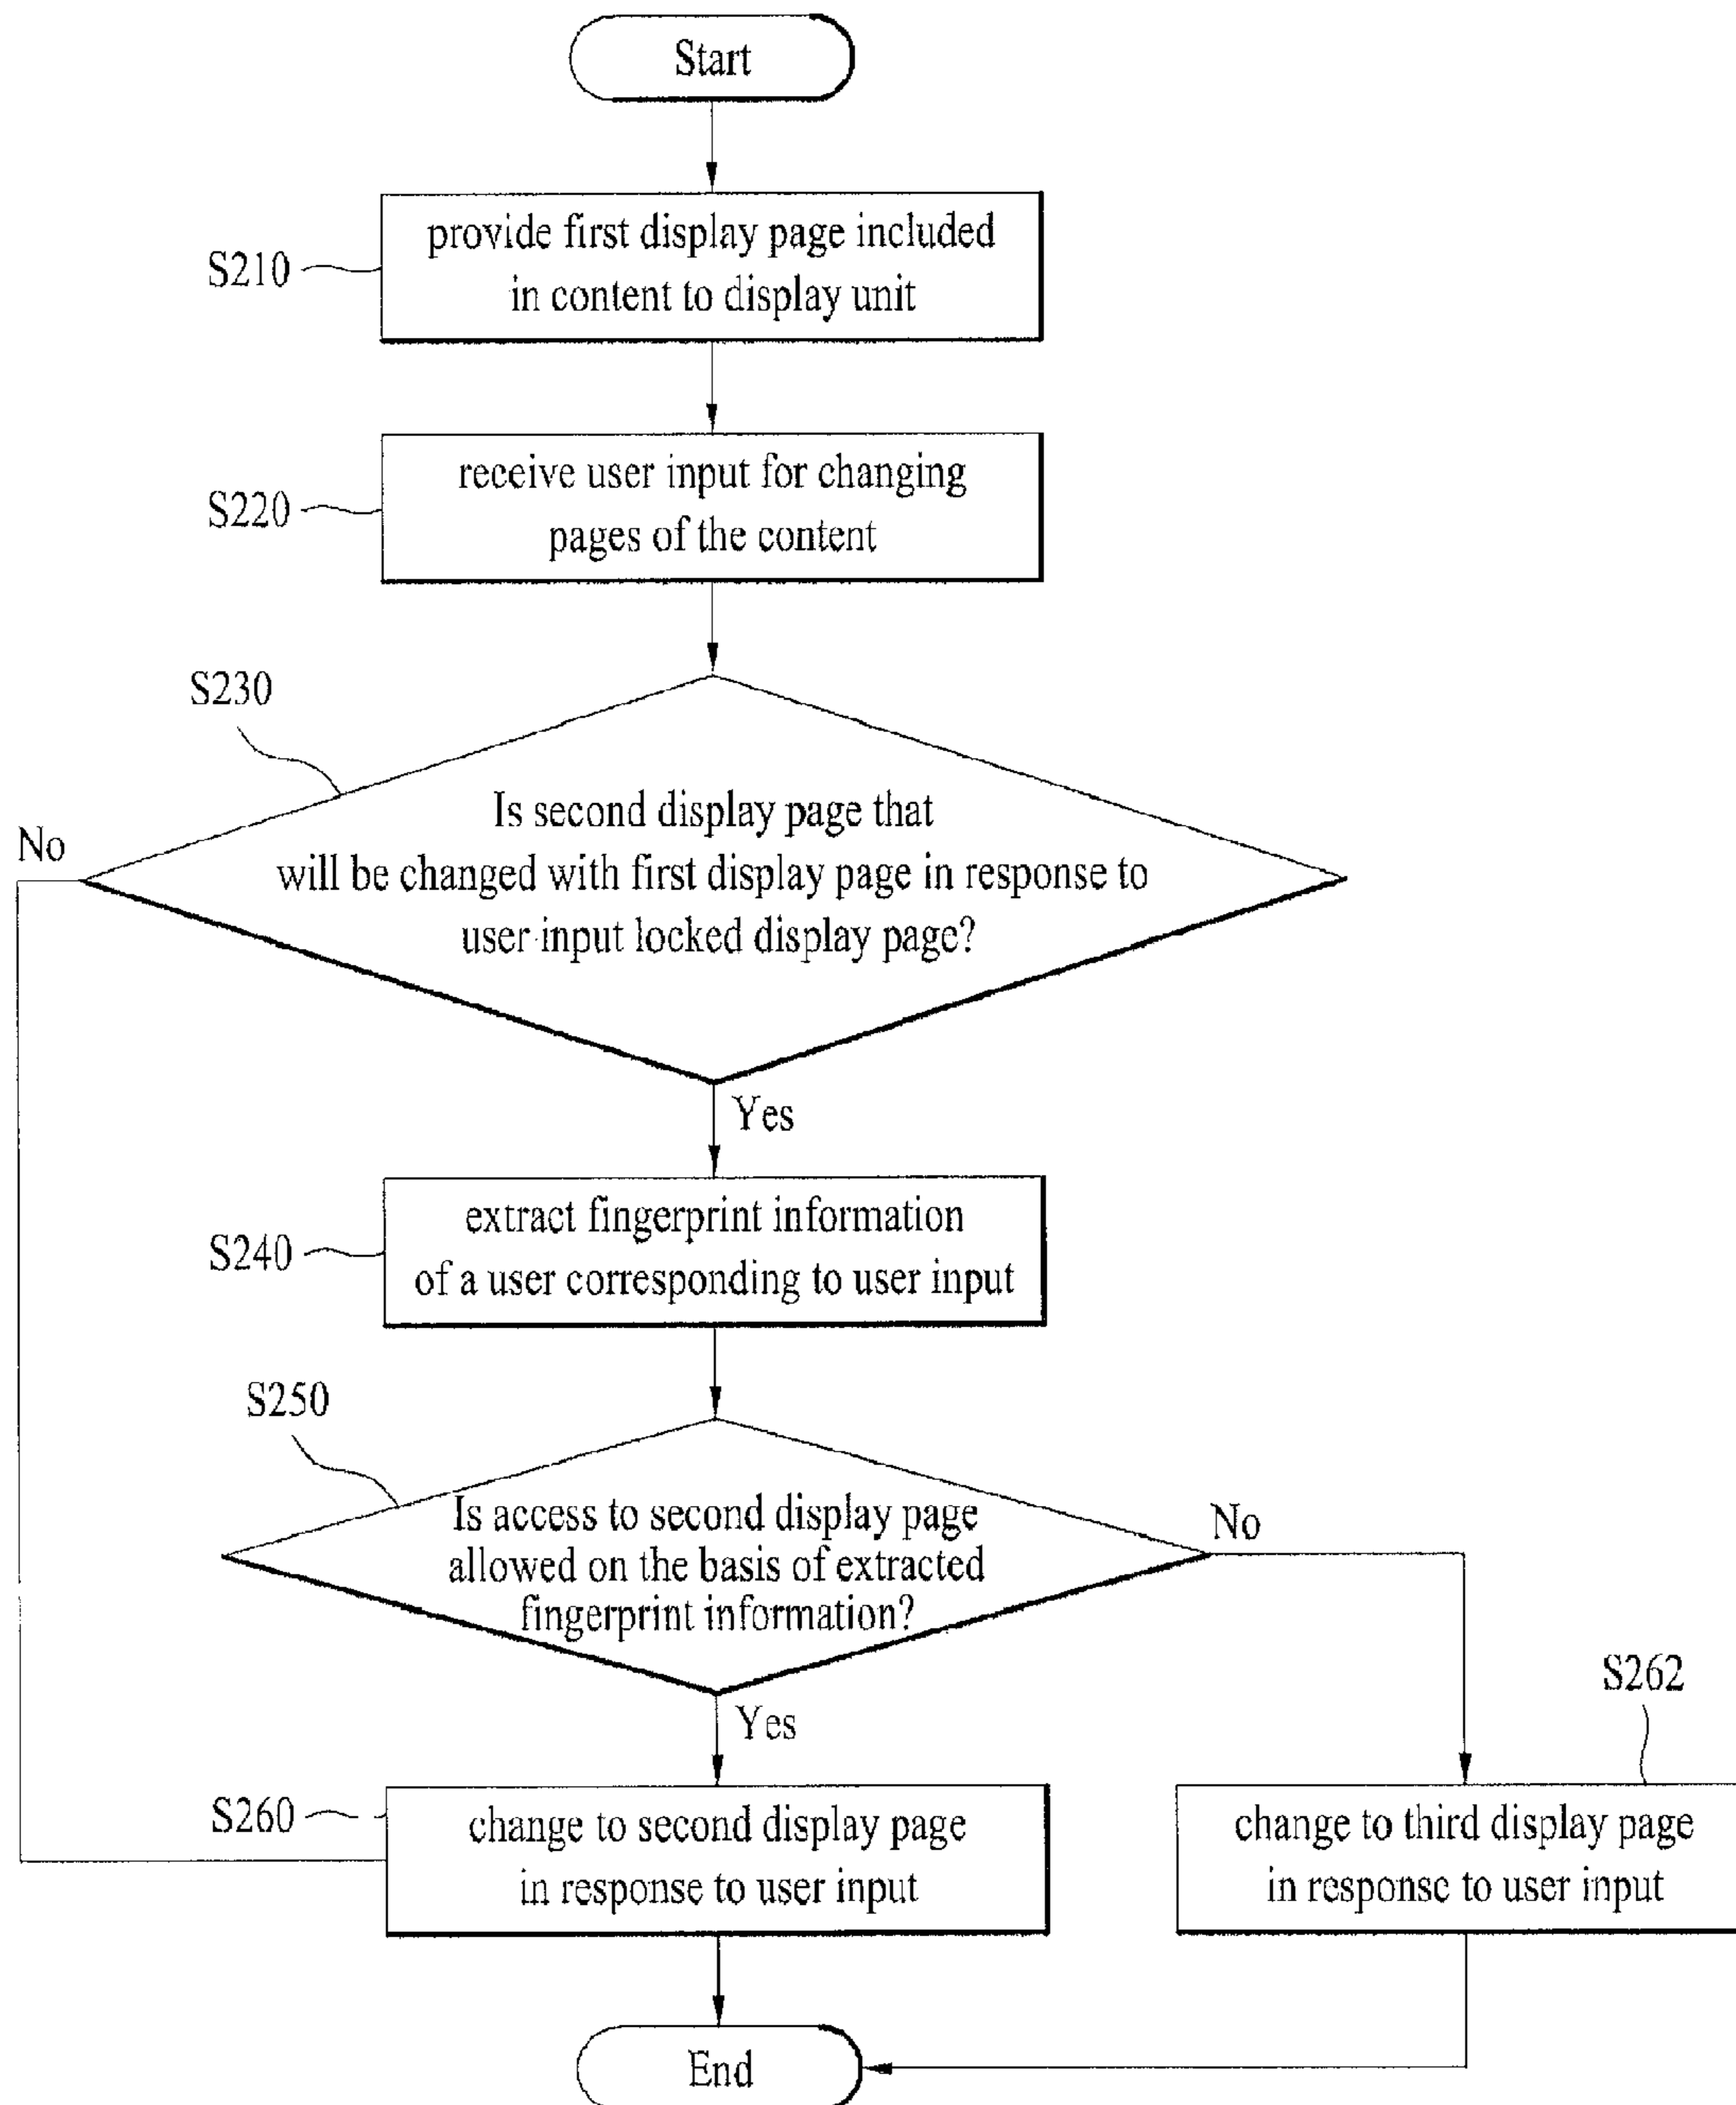 Start
provide first display page included
in content to display unit
S210
receive user input for changing
pages of the content
S220
S230
Is second display page that
will be changed with first display page in response to
user input locked display page?
No
Yes
extract fingerprint information
of a user corresponding to user input
S240
S250
Is access to second display page
allowed on the basis of extracted
fingerprint information?
No
Yes
S262
S260
change to second display page
in response to user input
change to third display page
in response to user input
End